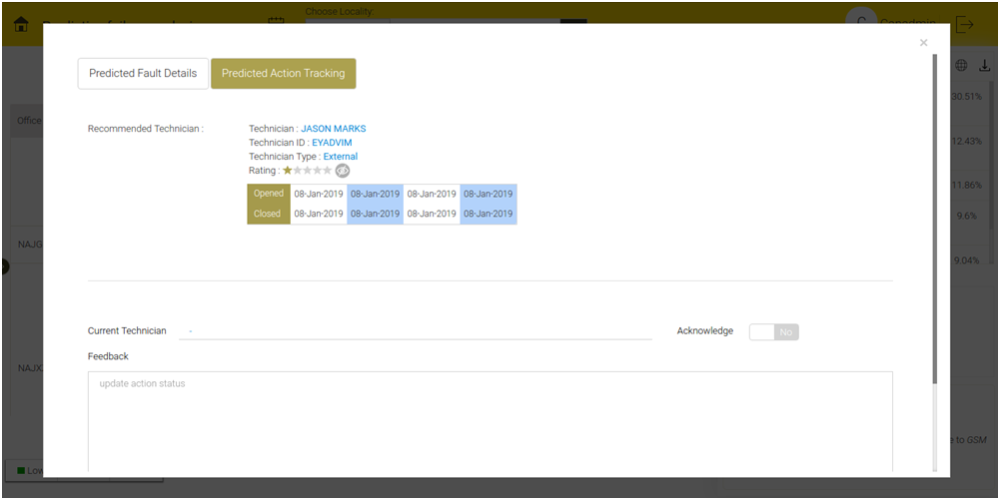 Choose Locality:
Predicted Fault Details
Predicted Action Tracking
30.51%
Office
Recommended Technician :
Technician : JASON MARKS
12.43%
Technician ID : EYADVIM
Technician Type : External
Rating :
11.86%
Opened 08-Jan-2019 08-Jan-2019 08-Jan-2019 08-Jan-2019
Closed 08-Jan-2019 08-Jan-2019 08-Jan-2019 08-Jan-2019
9.6%
NAJG
9.04%
Current Technician -
Acknowledge No
Feedback
NAJX
update action status
e to GSM
Low